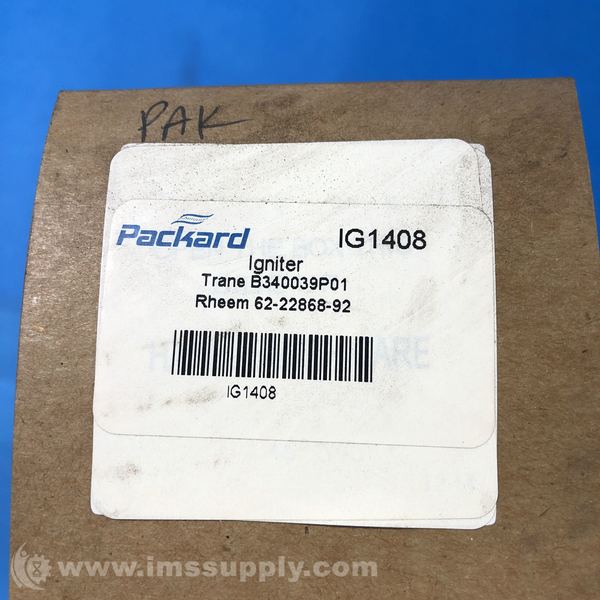 PAK
Packard
IG1408
Igniter
Trane B340039P01
Rheem 62-22868-92
IG1408
www.imssupply.com